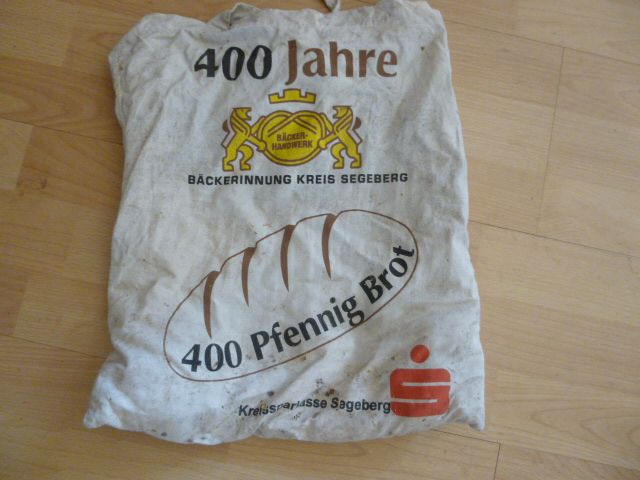 400 Jahre
BÄCKER-
HANDWERK
BÄCKERINNUNG KREIS SEGEBERG
400 Pfennig Brot
Kreissparkasse Segeberg